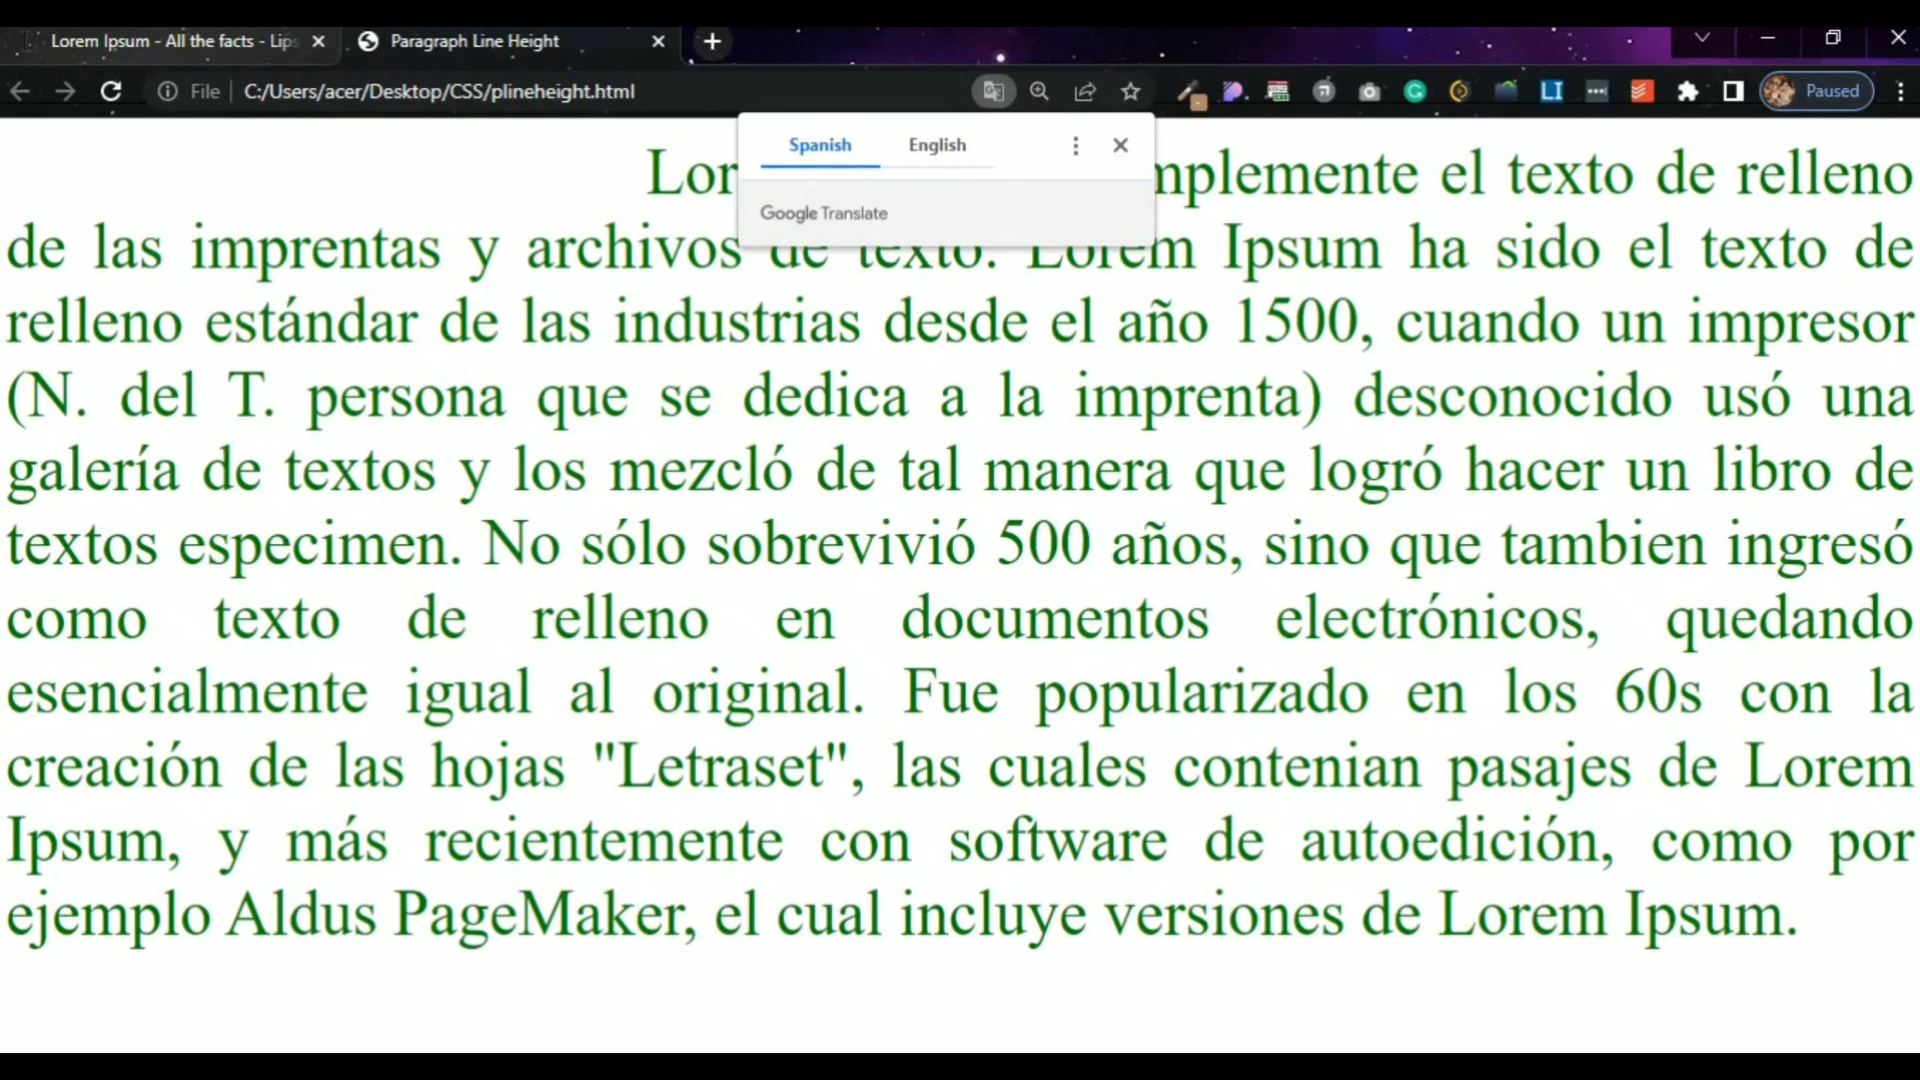 Lorem Ipsum - All the facts - Lips
Paragraph Line Height
File
C:/Users/acer/Desktop/CSS/plineheight.html
Paused
Spanish
English
Google Translate
mplemente el texto de relleno
de las imprentas y archivos de texto. Lorem Ipsum ha sido el texto de
relleno estándar de las industrias desde el año 1500, cuando un impresor
(N. del T. persona que se dedica a la imprenta) desconocido usó una
galería de textos y los mezcló de tal manera que logró hacer un libro de
textos especimen. No sólo sobrevivió 500 años, sino que tambien ingresó
como texto de relleno en documentos electrónicos, quedando
esencialmente igual al original. Fue popularizado en los 60s con la
creación de las hojas "Letraset", las cuales contenian pasajes de Lorem
Ipsum, y más recientemente con software de autoedición, como por
ejemplo Aldus PageMaker, el cual incluye versiones de Lorem Ipsum.